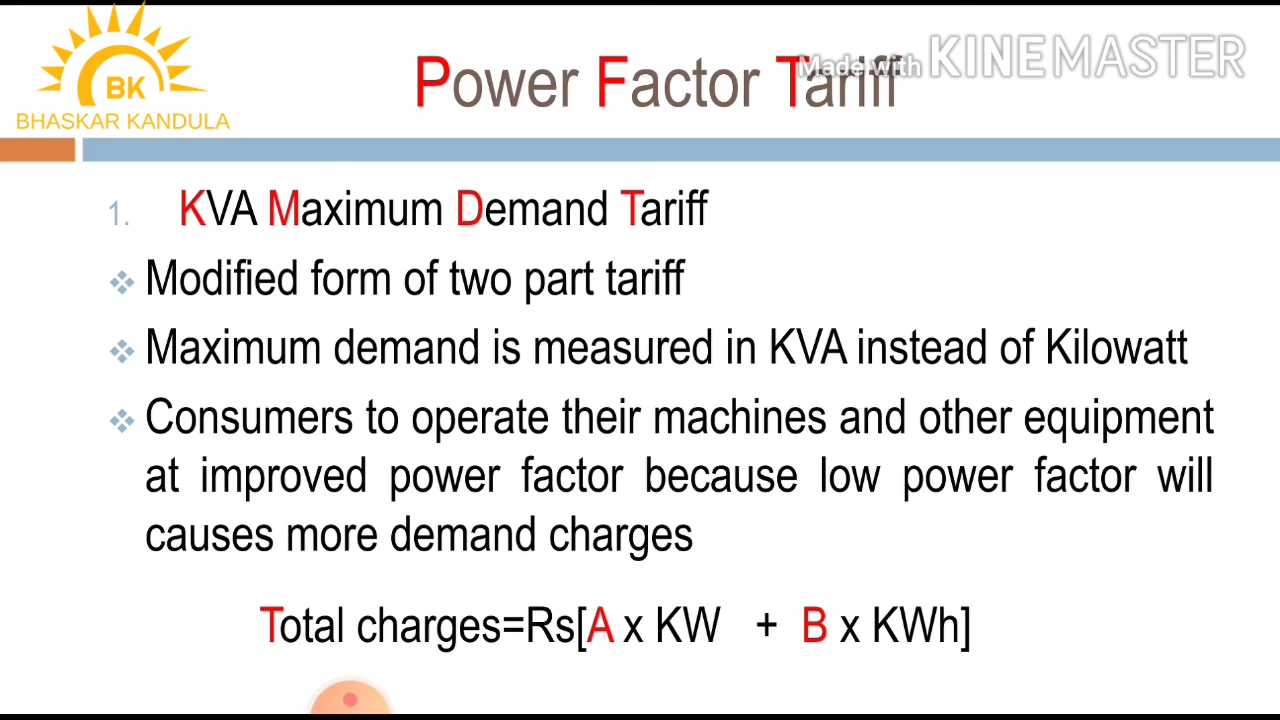 BK
BHASKAR KANDULA
Power Factor Tariff
Made with KINEMASTER
1. KVA Maximum Demand Tariff
❖ Modified form of two part tariff
❖ Maximum demand is measured in KVA instead of Kilowatt
❖ Consumers to operate their machines and other equipment
at improved power factor because low power factor will
causes more demand charges
Total charges=Rs[A x KW + B x KWh]